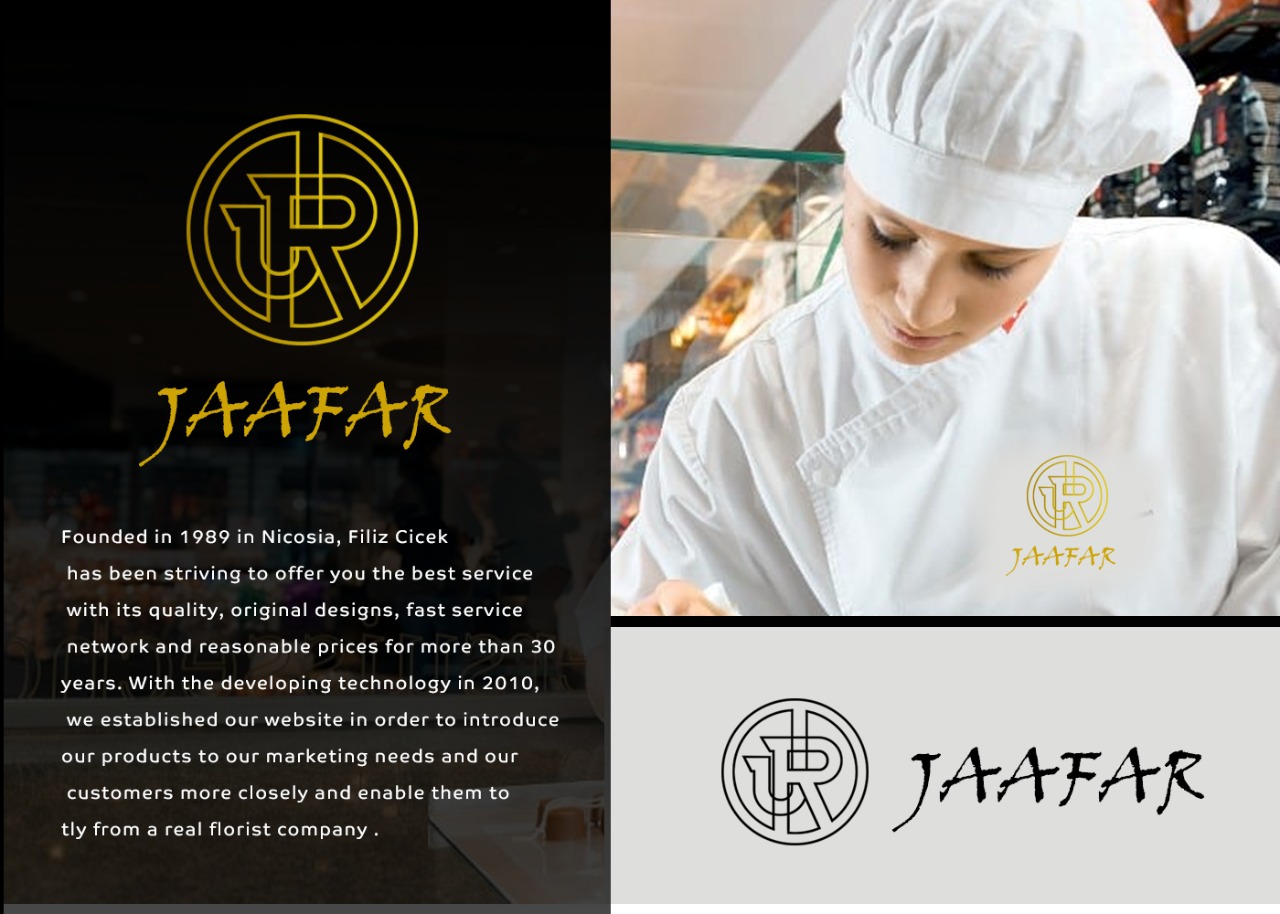 JAAFAR
Founded in 1989 in Nicosia, Filiz Cicek
has been striving to offer you the best service
with its quality, original designs, fast service
network and reasonable prices for more than 30
years. With the developing technology in 2010,
we established our website in order to introduce
our products to our marketing needs and our
customers more closely and enable them to
tly from a real florist company .
JAAFAR
JAAFAR